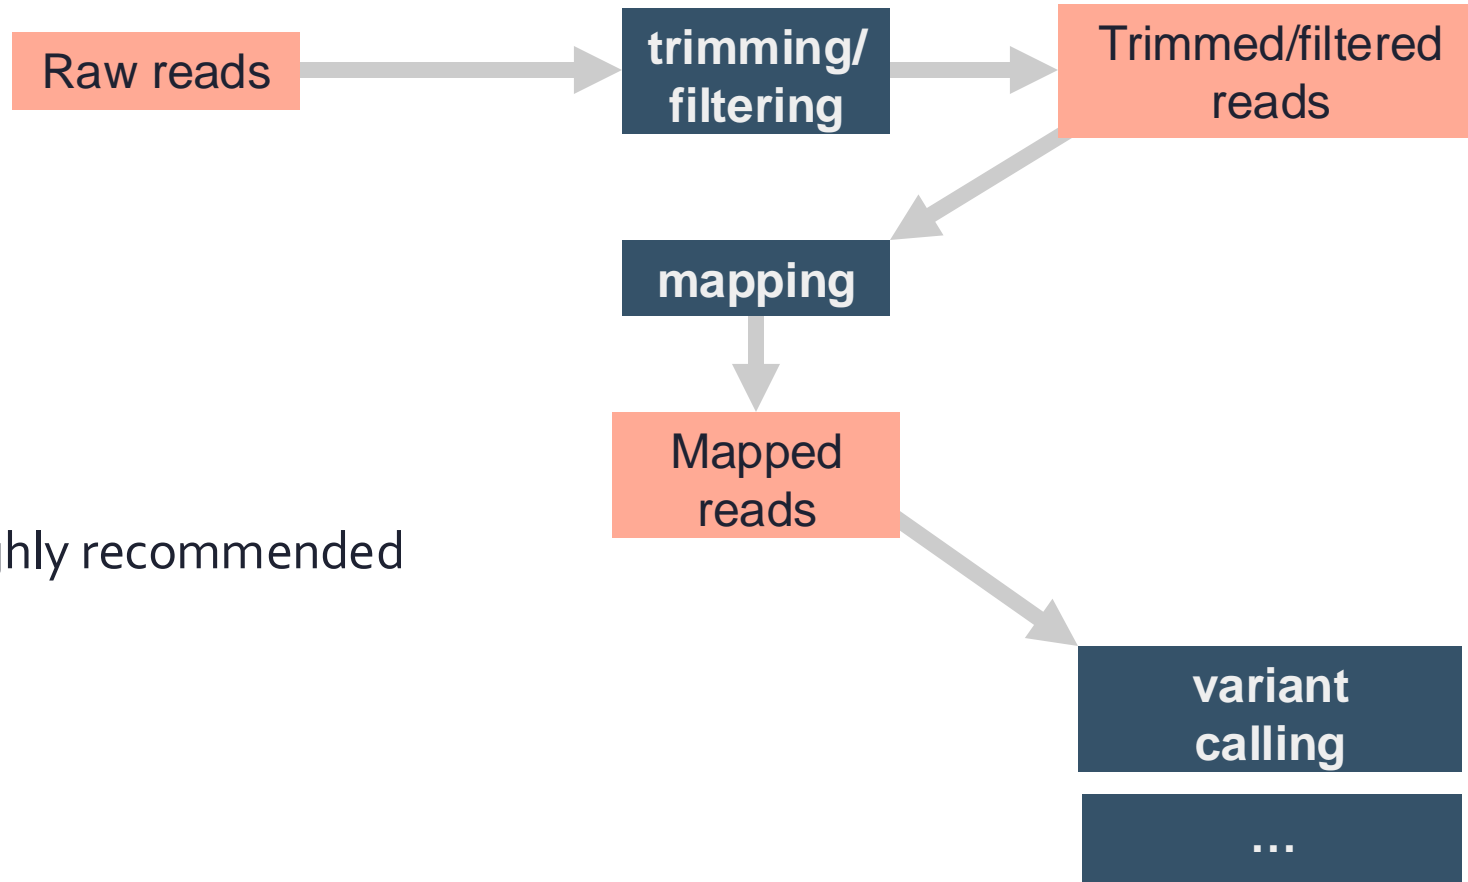 Raw reads
trimming/
filtering
Trimmed/filtered
reads
mapping
Mapped
reads
hly recommended
variant
calling
...